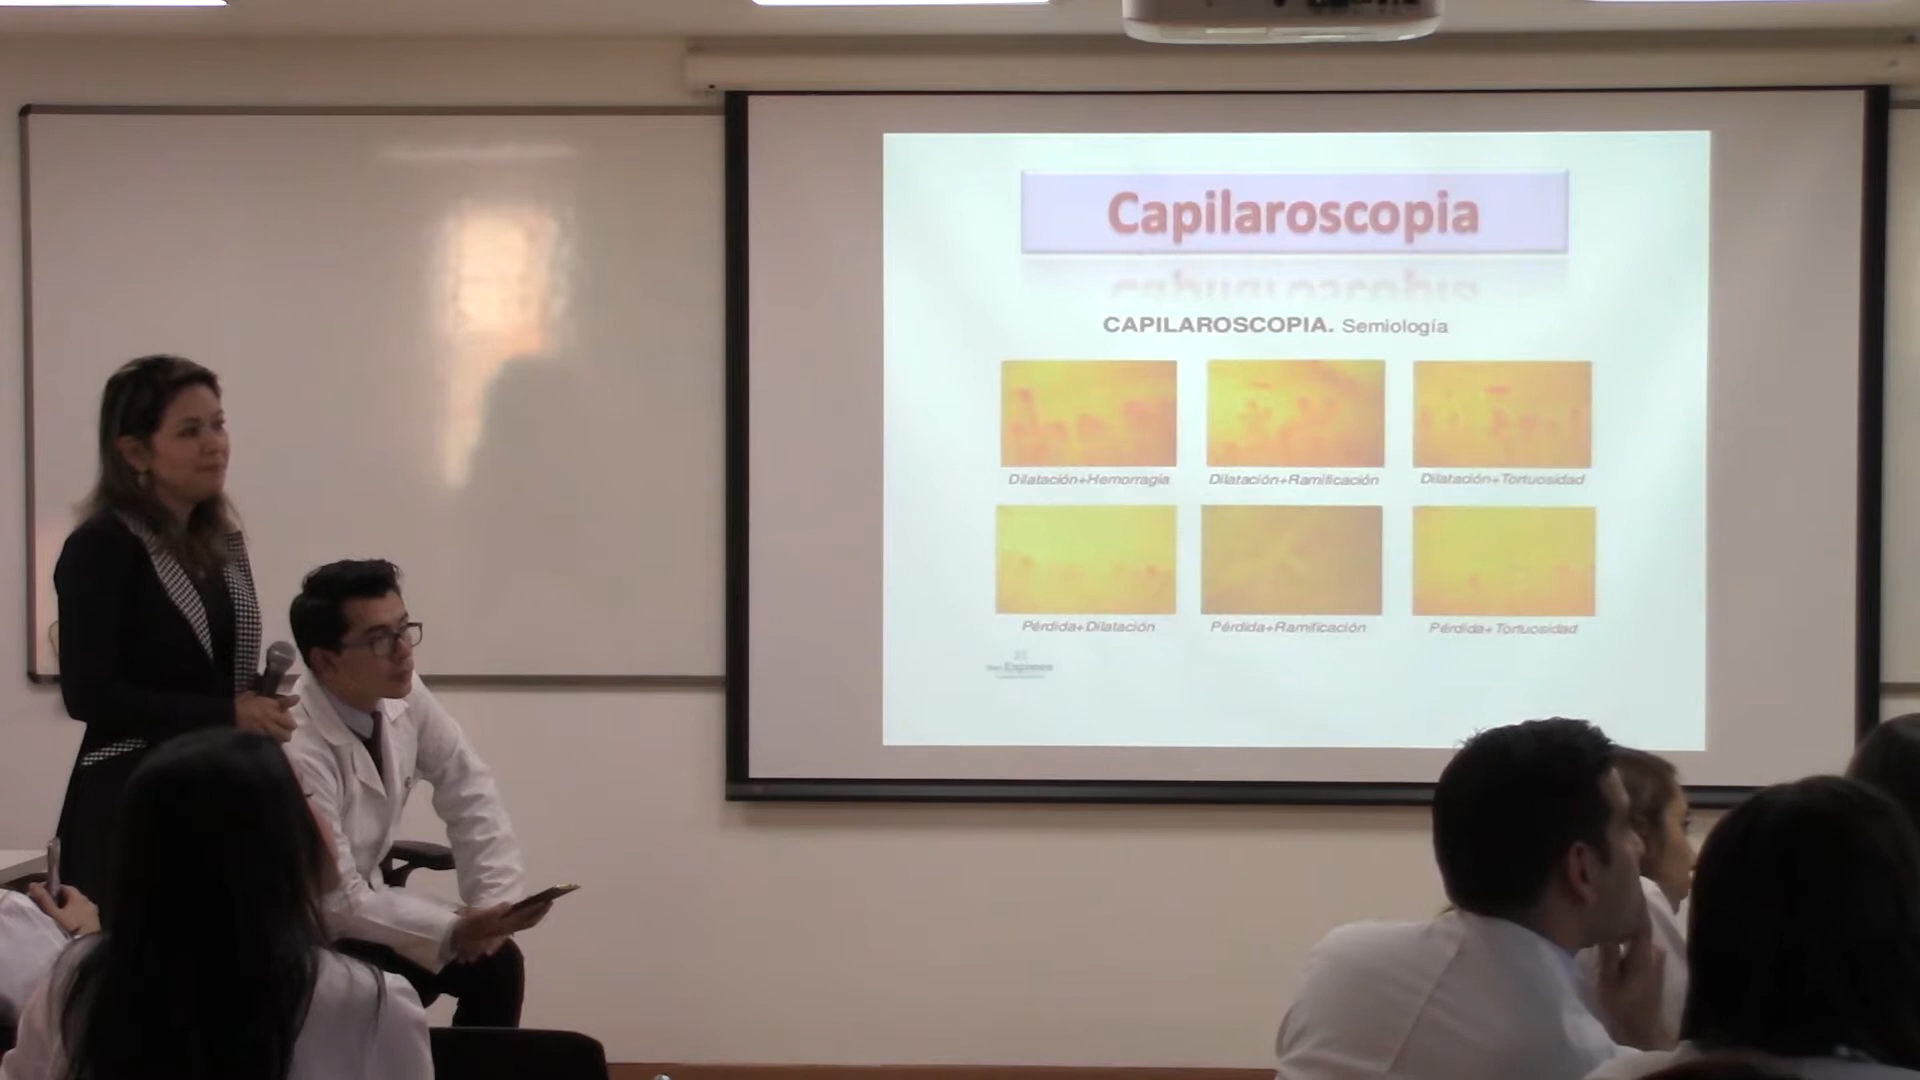 Capilaroscopia
CAPILAROSCOPIA. Semiología
Dilatación+Hemorragia
Dilatación+Ramificación
Dilatación+Tortuosidad
Pérdida+Dilatación
Pérdida+Ramificación
Pérdida+Tortuosidad